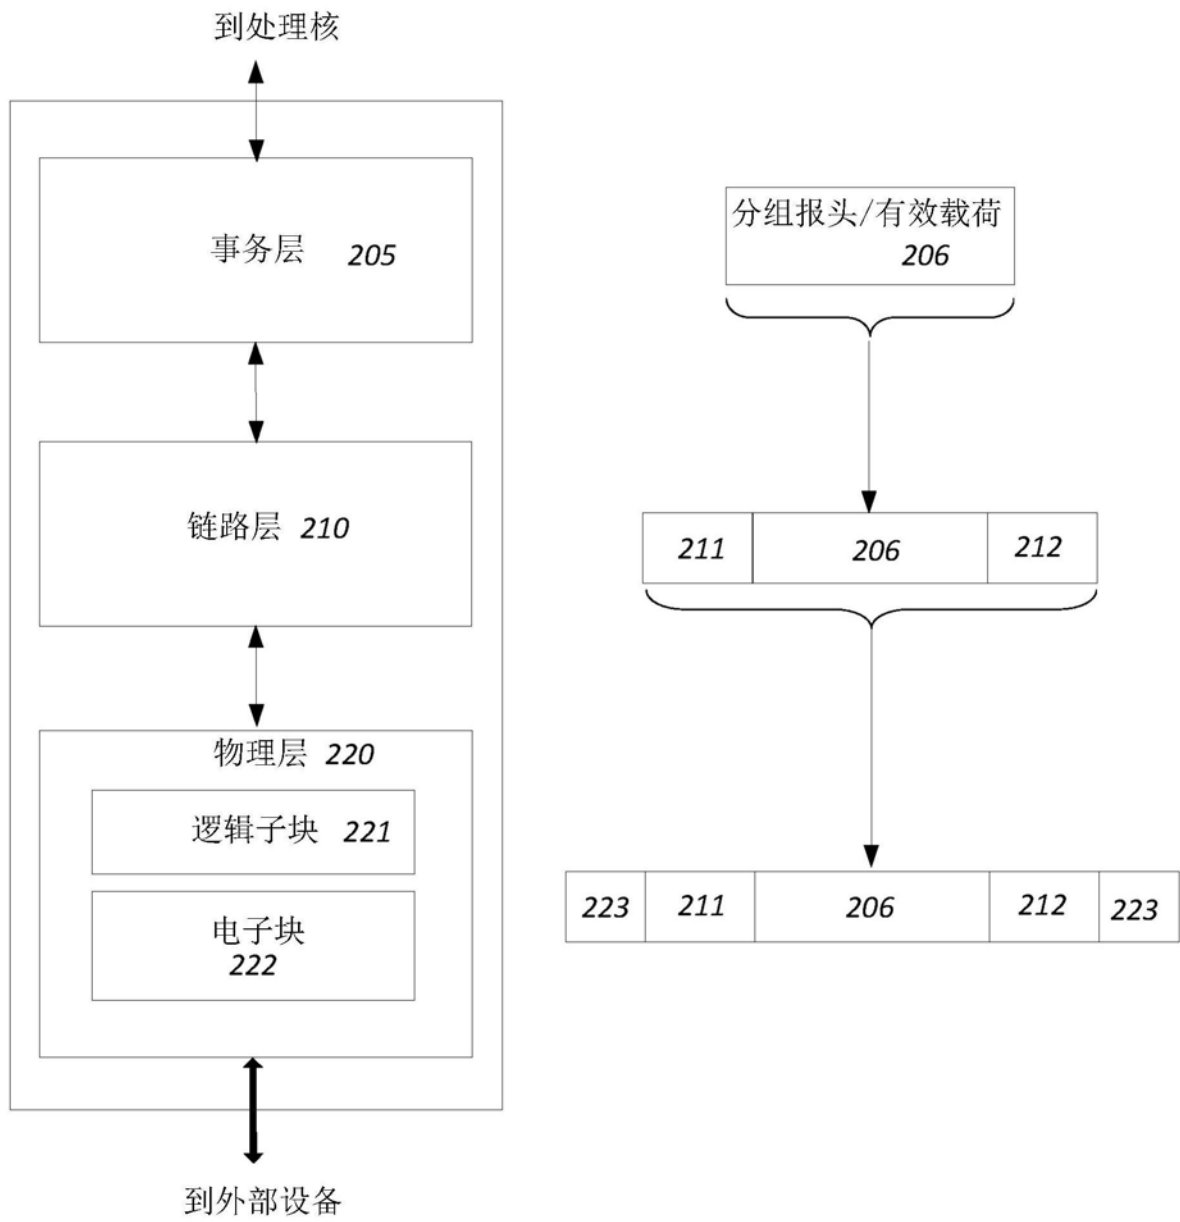 到处理核
事务层 205
链路层 210
物理层 220
逻辑子块 221
电子块
222
到外部设备
分组报头/有效载荷
206
211 206 212
223 211 206 212 223